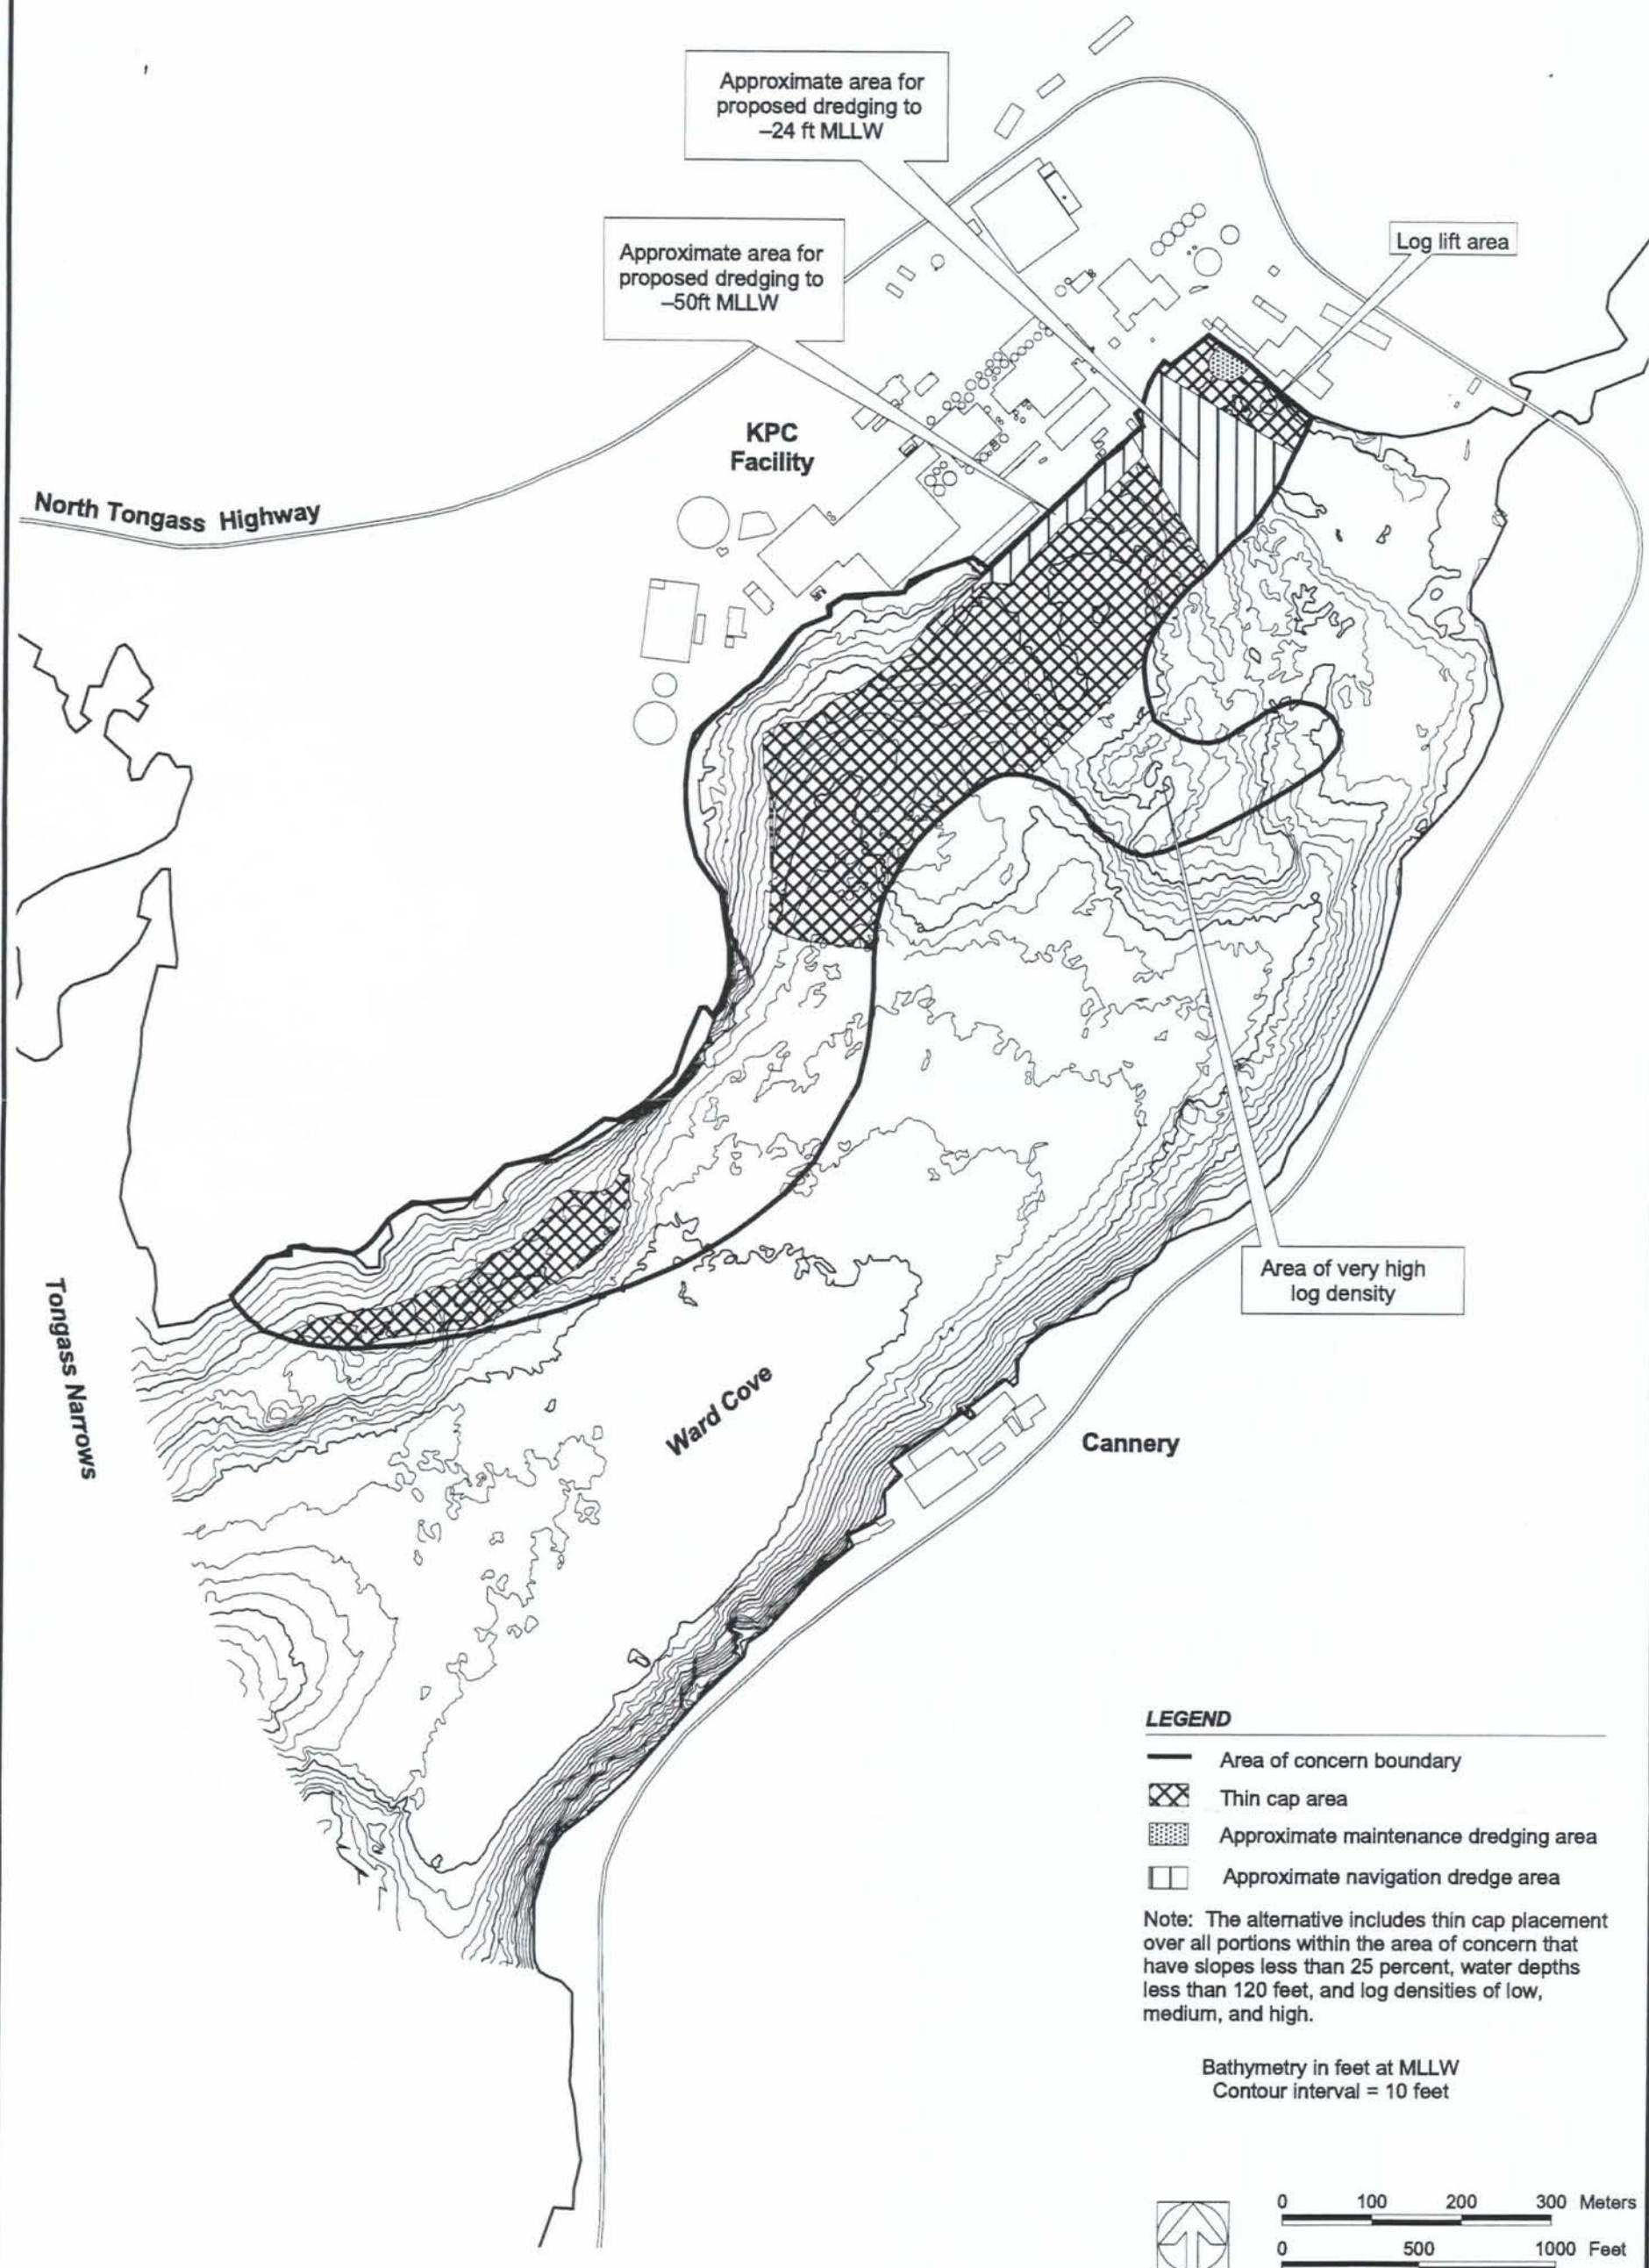 Approximate area for
proposed dredging to
–24 ft MLLW
Approximate area for
proposed dredging to
–50ft MLLW
Log lift area
KPC
Facility
North Tongass Highway
Tongass Narrows
Ward Cove
Area of very high
log density
Cannery
LEGEND
Area of concern boundary
Thin cap area
Approximate maintenance dredging area
Approximate navigation dredge area
Note: The alternative includes thin cap placement
over all portions within the area of concern that
have slopes less than 25 percent, water depths
less than 120 feet, and log densities of low,
medium, and high.
Bathymetry in feet at MLLW
Contour interval = 10 feet
0 100 200 300 Meters
0 500 1000 Feet